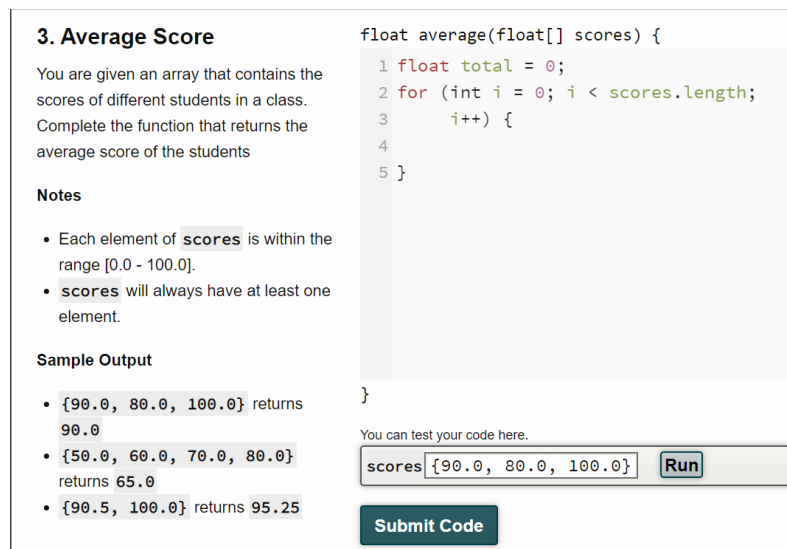 3. Average Score
You are given an array that contains the
scores of different students in a class.
Complete the function that returns the
average score of the students
Notes
• Each element of scores is within the
range [0.0 - 100.0].
• scores will always have at least one
element.
Sample Output
• {90.0, 80.0, 100.0} returns
90.0
• {50.0, 60.0, 70.0, 80.0}
returns 65.0
• {90.5, 100.0} returns 95.25
float average(float[] scores) {
1 float total = 0;
2 for (int i = 0; i < scores.length;
3 i++) {
4
5 }
}
You can test your code here.
scores {90.0, 80.0, 100.0} Run
Submit Code